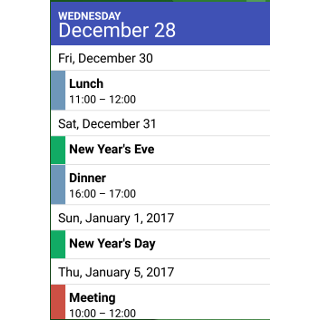 WEDNESDAY
December 28
Fri, December 30
Lunch
11:00 – 12:00
Sat, December 31
New Year's Eve
Dinner
16:00 – 17:00
Sun, January 1, 2017
New Year's Day
Thu, January 5, 2017
Meeting
10:00 – 12:00